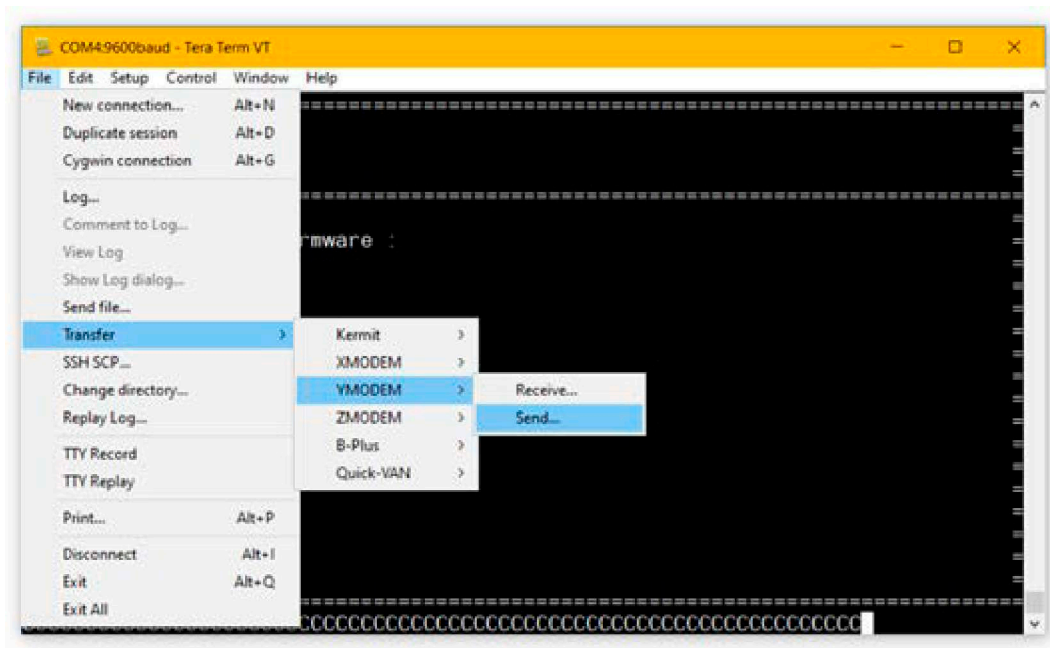 COM4:9600baud - Tera Term VT
File Edit Setup Control Window Help
New connection... Alt+N
Duplicate session Alt+D
Cygwin connection Alt+G
Log...
Comment to Log...
View Log
Show Log dialog...
Send file...
Transfer
SSH SCP...
Change directory...
Replay Log...
TTY Record
TTY Replay
Print... Alt+P
Disconnect Alt+I
Exit Alt+Q
Exit All
Kermit
XMODEM
YMODEM
ZMODEM
B-Plus
Quick-VAN
Receive...
Send...
rmware :